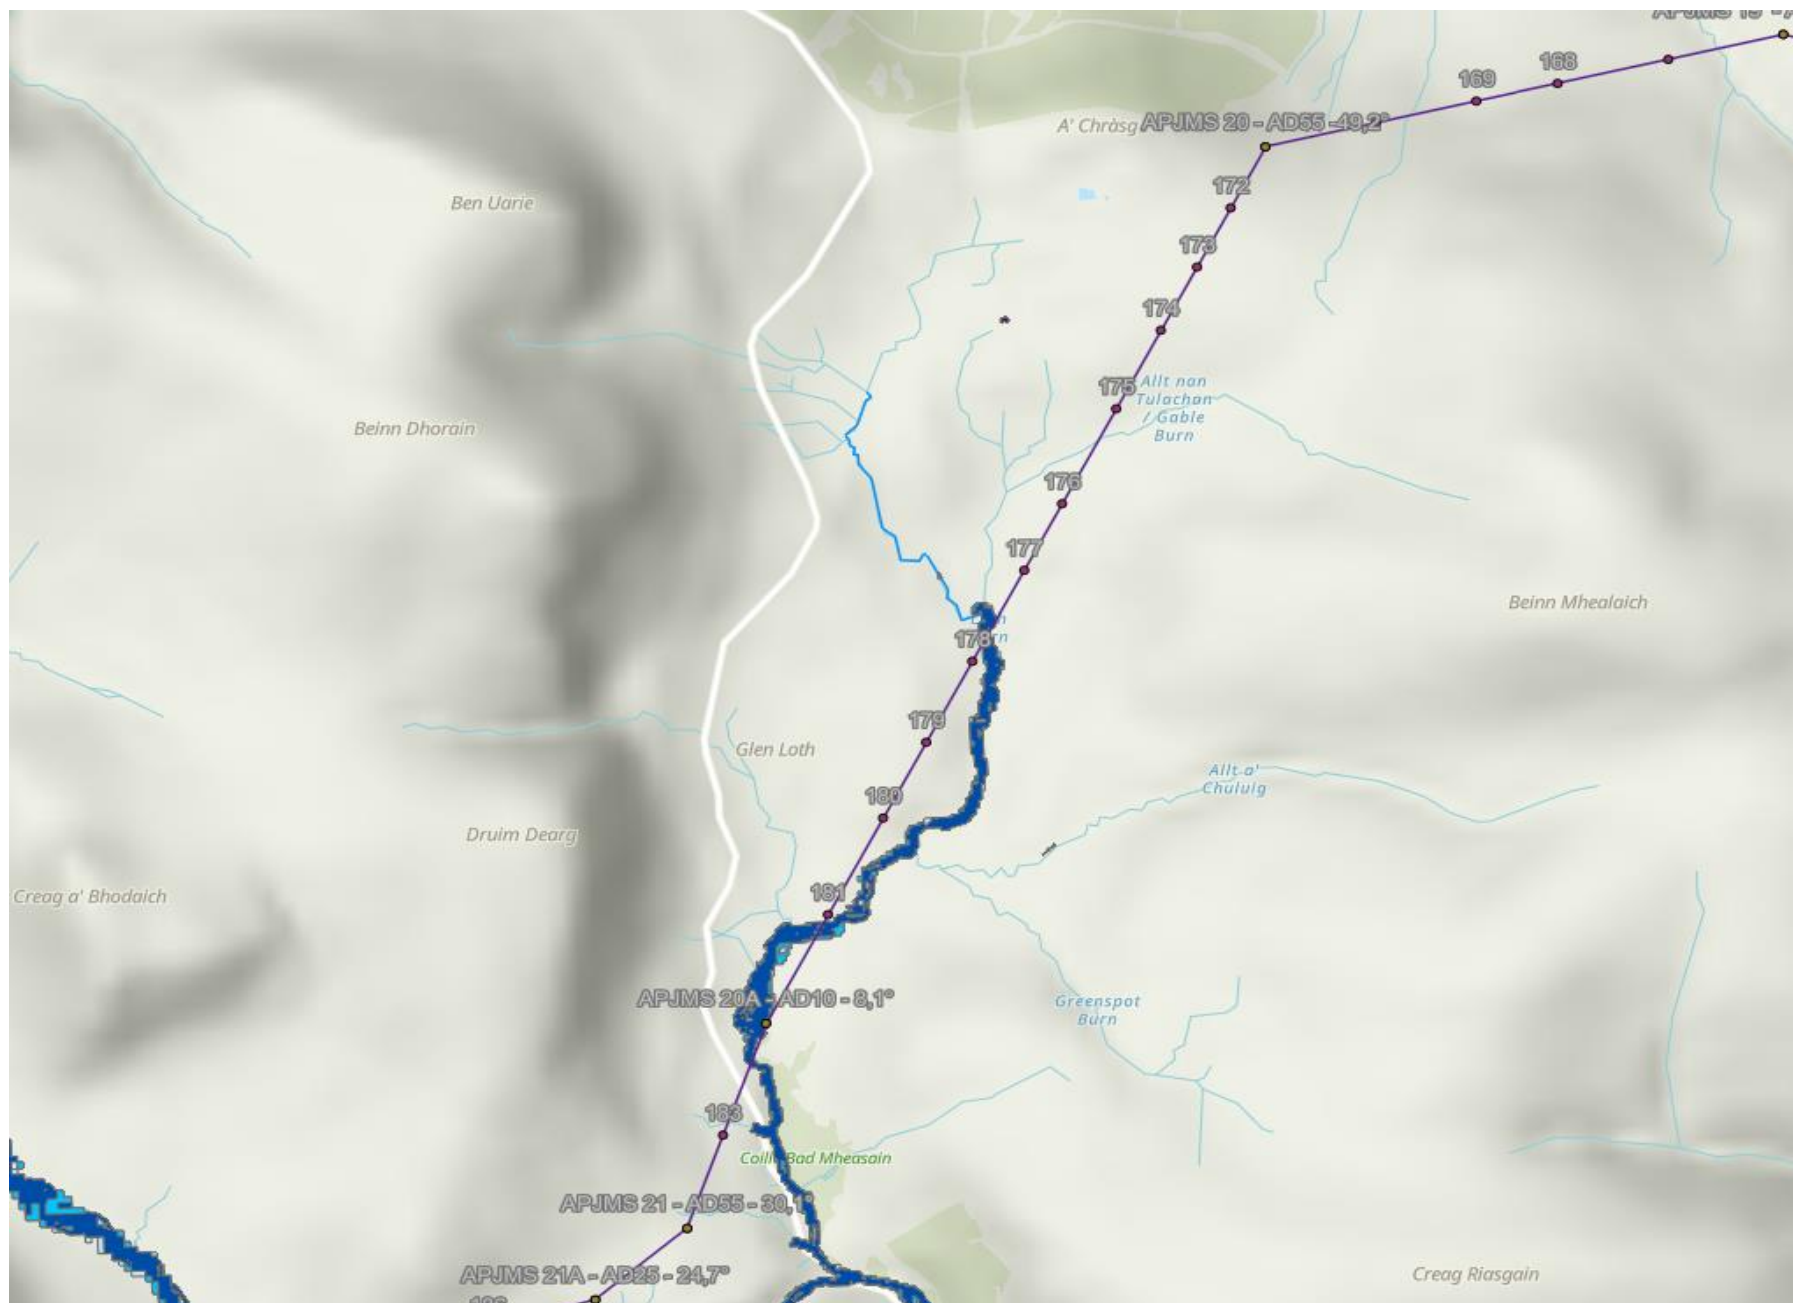 169
168
A' Chràsg
APJMS 20 - AD55 -49,2°
172
Ben Uarie
173
174
175
Allt nan
Tulachan
/ Gable
Burn
Beinn Dhorain
176
177
Beinn Mhealaich
178
179
Glen Loth
Allt a'
Chuluig
180
Druim Dearg
181
Creag a' Bhodaich
APJMS 20A - AD10 - 8,1°
Greenspot
Burn
183
Bad Mheasain
APJMS 21 - AD55 - 30,1°
APJMS 21A - AD25 - 24,7°
Creag Riasgain